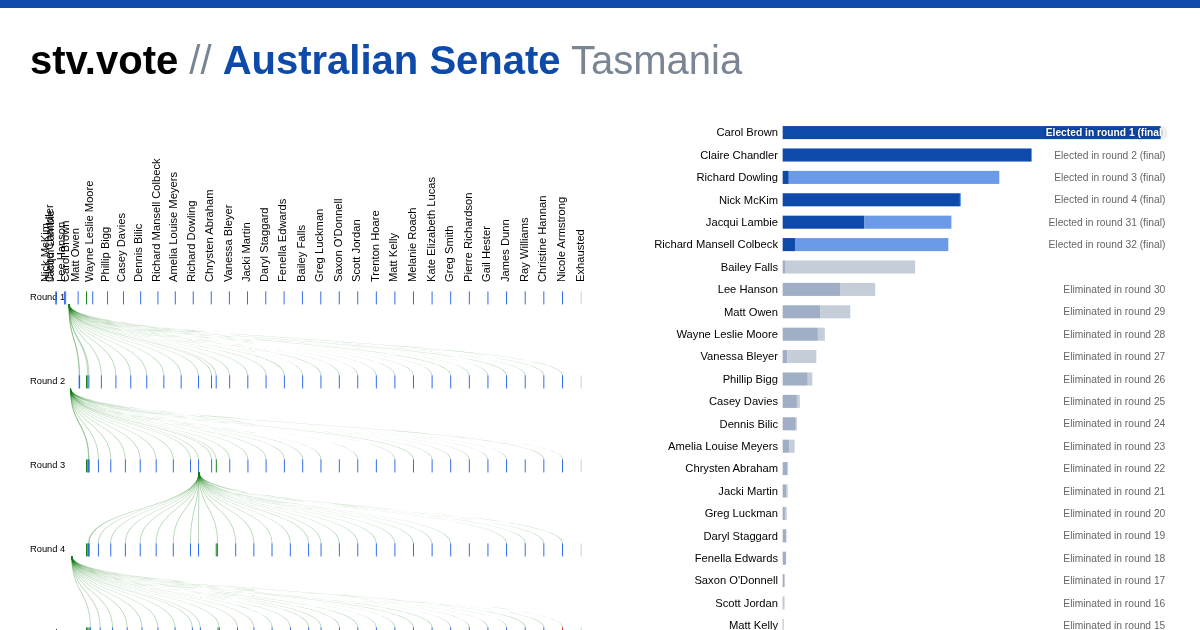 stv.vote // Australian Senate Tasmania
Nick McKim
Lee Hanson
Carol Brown
Matt Owen
Wayne Leslie Moore
Phillip Bigg
Casey Davies
Dennis Bilic
Richard Mansell Colbeck
Amelia Louise Meyers
Richard Dowling
Chrysten Abraham
Vanessa Bleyer
Jacki Martin
Daryl Staggard
Fenella Edwards
Bailey Falls
Greg Luckman
Saxon O'Donnell
Scott Jordan
Trenton Hoare
Matt Kelly
Melanie Roach
Kate Elizabeth Lucas
Greg Smith
Pierre Richardson
Gail Hester
James Dunn
Ray Williams
Christine Hannan
Nicole Armstrong
Exhausted
Round 1
Round 2
Round 3
Round 4
Carol Brown Elected in round 1 (final)
Claire Chandler Elected in round 2 (final)
Richard Dowling Elected in round 3 (final)
Nick McKim Elected in round 4 (final)
Jacqui Lambie Elected in round 31 (final)
Richard Mansell Colbeck Elected in round 32 (final)
Bailey Falls
Lee Hanson Eliminated in round 30
Matt Owen Eliminated in round 29
Wayne Leslie Moore Eliminated in round 28
Vanessa Bleyer Eliminated in round 27
Phillip Bigg Eliminated in round 26
Casey Davies Eliminated in round 25
Dennis Bilic Eliminated in round 24
Amelia Louise Meyers Eliminated in round 23
Chrysten Abraham Eliminated in round 22
Jacki Martin Eliminated in round 21
Greg Luckman Eliminated in round 20
Daryl Staggard Eliminated in round 19
Fenella Edwards Eliminated in round 18
Saxon O'Donnell Eliminated in round 17
Scott Jordan Eliminated in round 16
Matt Kelly Eliminated in round 15